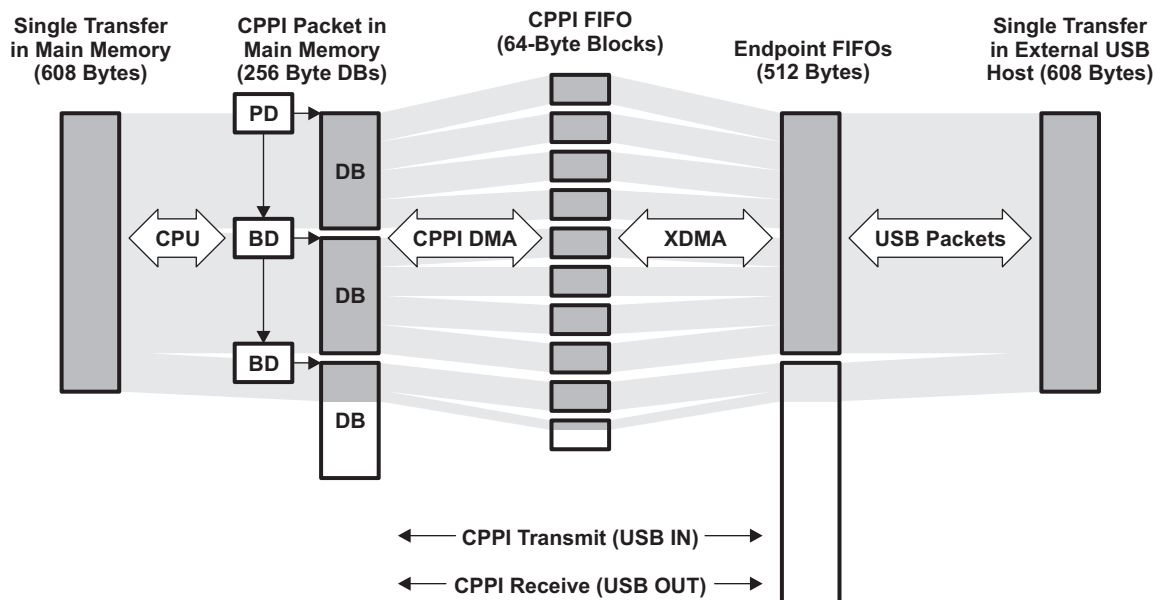 Single Transfer
in Main Memory
(608 Bytes)
CPPI Packet in
Main Memory
(256 Byte DBs)
CPPI FIFO
(64-Byte Blocks)
Endpoint FIFOs
(512 Bytes)
Single Transfer
in External USB
Host (608 Bytes)
PD
DB
CPU
BD
CPPI DMA
XDMA
USB Packets
DB
BD
DB
CPPI Transmit (USB IN)
CPPI Receive (USB OUT)